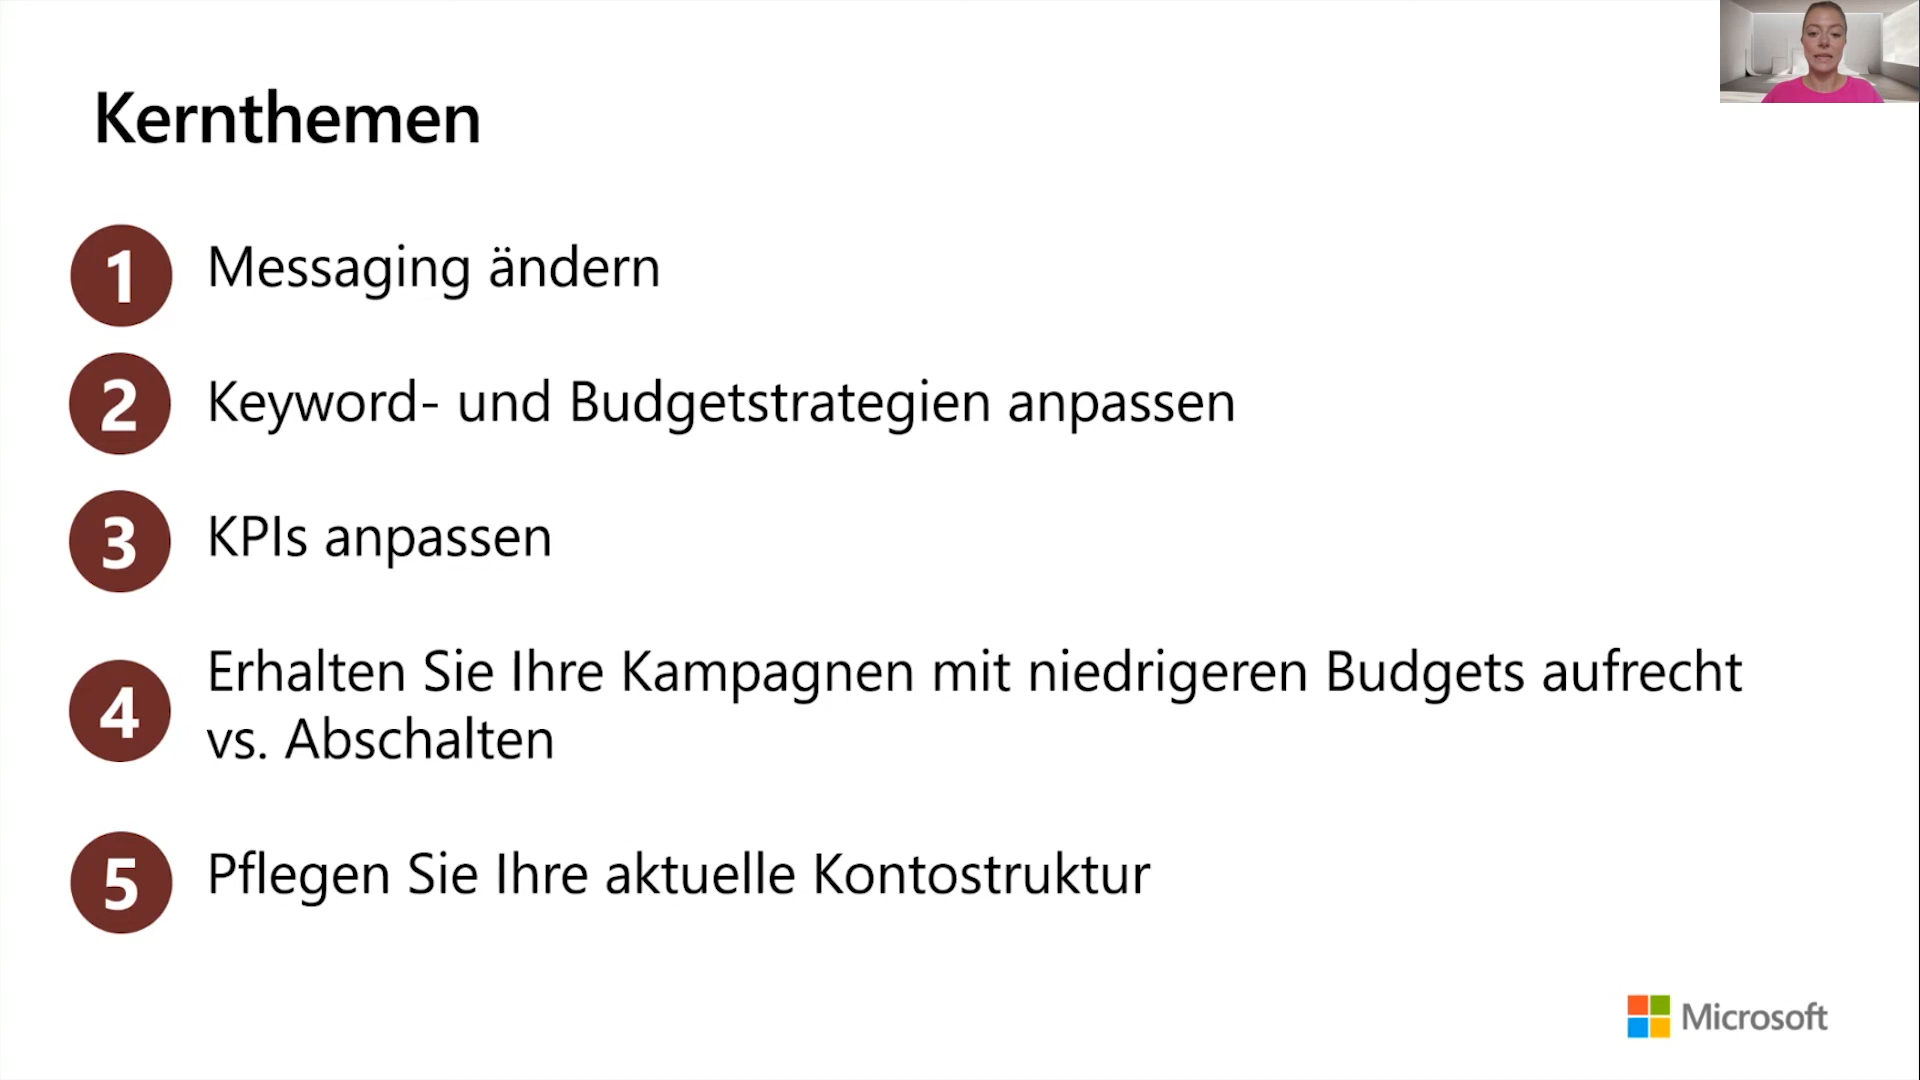 Kernthemen
1 Messaging ändern
2 Keyword- und Budgetstrategien anpassen
3 KPIs anpassen
4 Erhalten Sie Ihre Kampagnen mit niedrigeren Budgets aufrecht
vs. Abschalten
5 Pflegen Sie Ihre aktuelle Kontostruktur
Microsoft